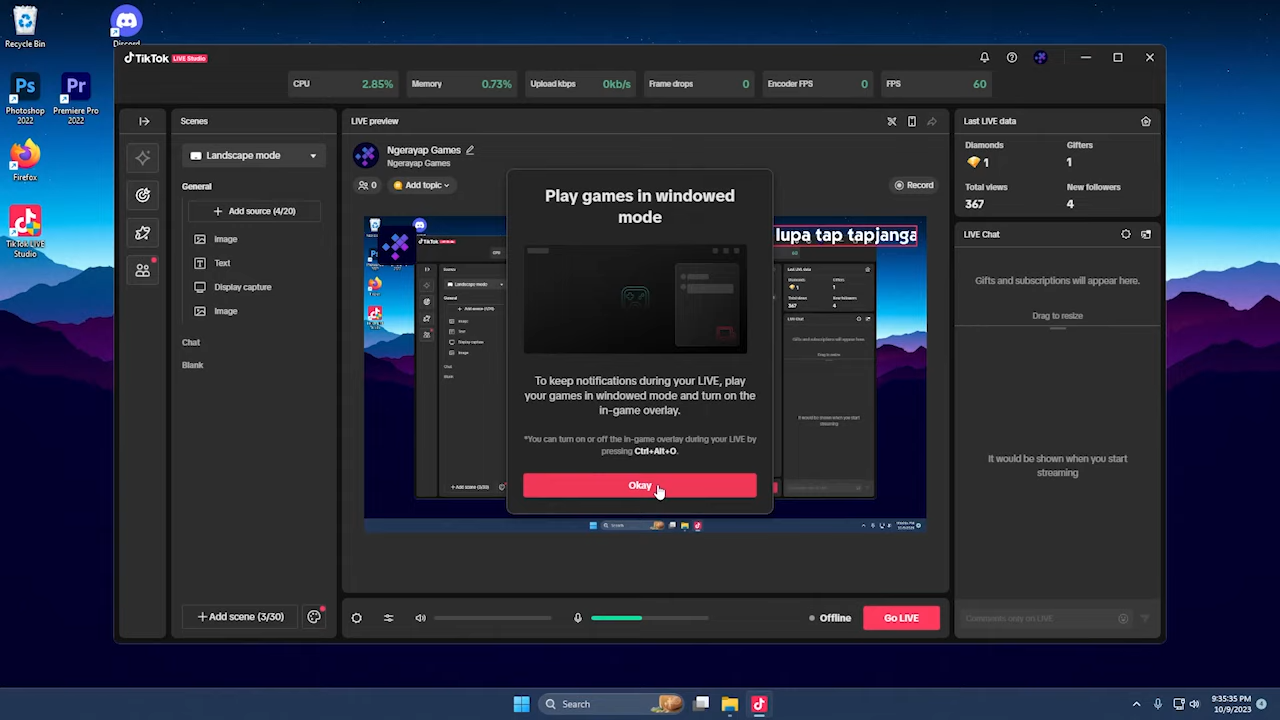 Recycle Bin
Discord
Ps
Photoshop
2022
Pr
Premiere Pro
2022
Firefox
TikTok LIVE
Studio
TikTok LIVE Studio
CPU 2.85%
Memory 0.73%
Upload kbps 0kb/s
Frame drops 0
Encoder FPS 0
FPS 60
Scenes
Landscape mode
General
+ Add source (4/20)
Image
Text
Display capture
Image
Chat
Blank
+ Add scene (3/30)
LIVE preview
Ngerayap Games
Ngerayap Games
0
Add topic
Record
lupa tap tapjanga
Play games in windowed
mode
To keep notifications during your LIVE, play
your games in windowed mode and turn on the
in-game overlay.
*You can turn on or off the in-game overlay during your LIVE by
pressing Ctrl+Alt+O.
Okay
Offline
Go LIVE
Last LIVE data
Diamonds
1
Gifters
1
Total views
367
New followers
4
LIVE Chat
Gifts and subscriptions will appear here.
Drag to resize
It would be shown when you start
streaming
Comments only on LIVE
Search
9:35:35 PM
10/9/2023
4